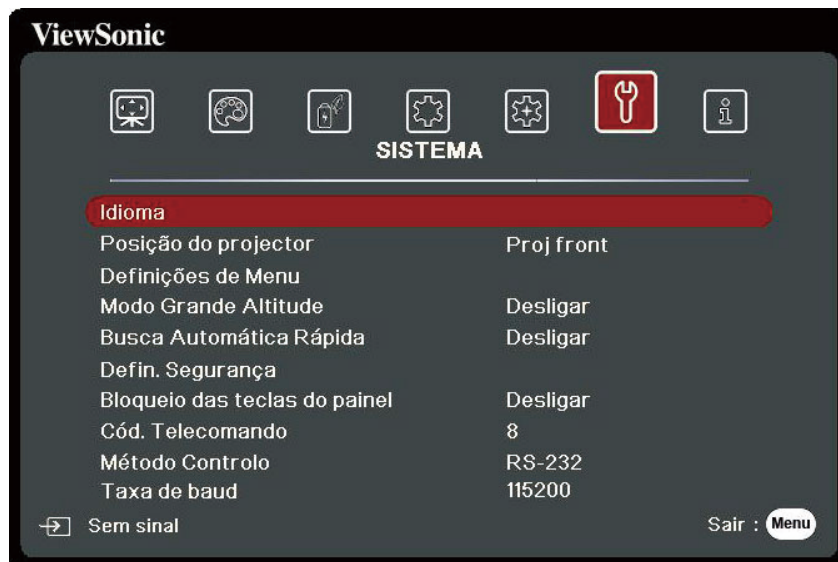 ViewSonic
SISTEMA
Idioma
Posição do projector Proj front
Definições de Menu
Modo Grande Altitude Desligar
Busca Automática Rápida Desligar
Defin. Segurança
Bloqueio das teclas do painel Desligar
Cód. Telecomando 8
Método Controlo RS-232
Taxa de baud 115200
Sem sinal Sair : Menu